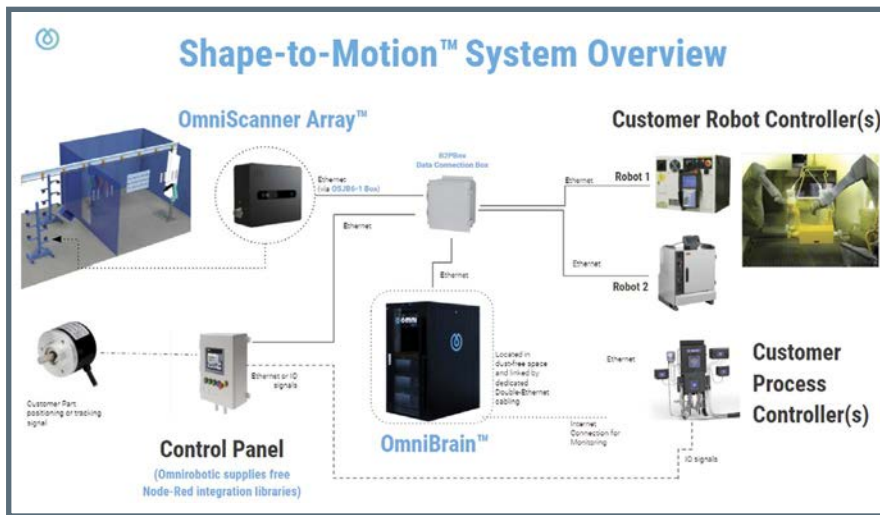 Shape-to-Motion™ System Overview
OmniScanner Array™
Customer Robot Controller(s)
B2PBox
Data Connection Box
Ethernet
(via OSJB6-1 Box)
Ethernet
Robot 1
Ethernet
Ethernet
Ethernet
Robot 2
OMNI
Located in
dust-free space
and linked by
dedicated
Double-Ethernet
cabling
Ethernet
Customer
Process
Controller(s)
Ethernet or IO
signals
Customer Part
positioning or tracking
signal
Control Panel
(Omnirobotic supplies free
Node-Red integration libraries)
OmniBrain™
Internet
Connection for
Monitoring
IO signals